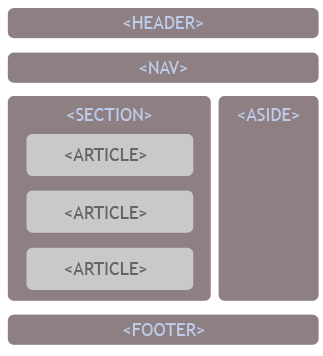 <HEADER>
<NAV>
<SECTION>
<ARTICLE>
<ARTICLE>
<ARTICLE>
<ASIDE>
<FOOTER>